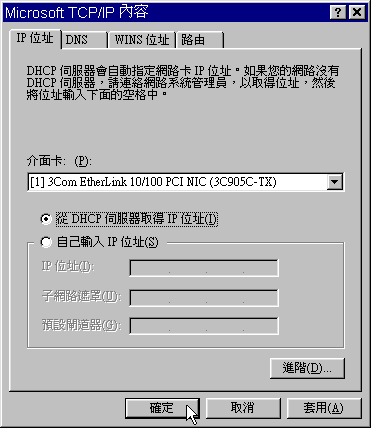 Microsoft TCP/IP 內容
IP 位址 DNS WINS 位址 路由
DHCP 伺服器會自動指定網路卡 IP 位址。如果您的網路沒有
DHCP 伺服器，請連絡網路系統管理員，以取得位址，然後
將位址輸入下面的空格中。
介面卡: (P):
[1] 3Com EtherLink 10/100 PCI NIC (3C905C-TX)
從 DHCP 伺服器取得 IP 位址(I)
自己輸入 IP 位址(S)
IP 位址(I):
子網路遮罩(U):
預設閘道器(G):
進階(D)...
確定 取消 套用(A)